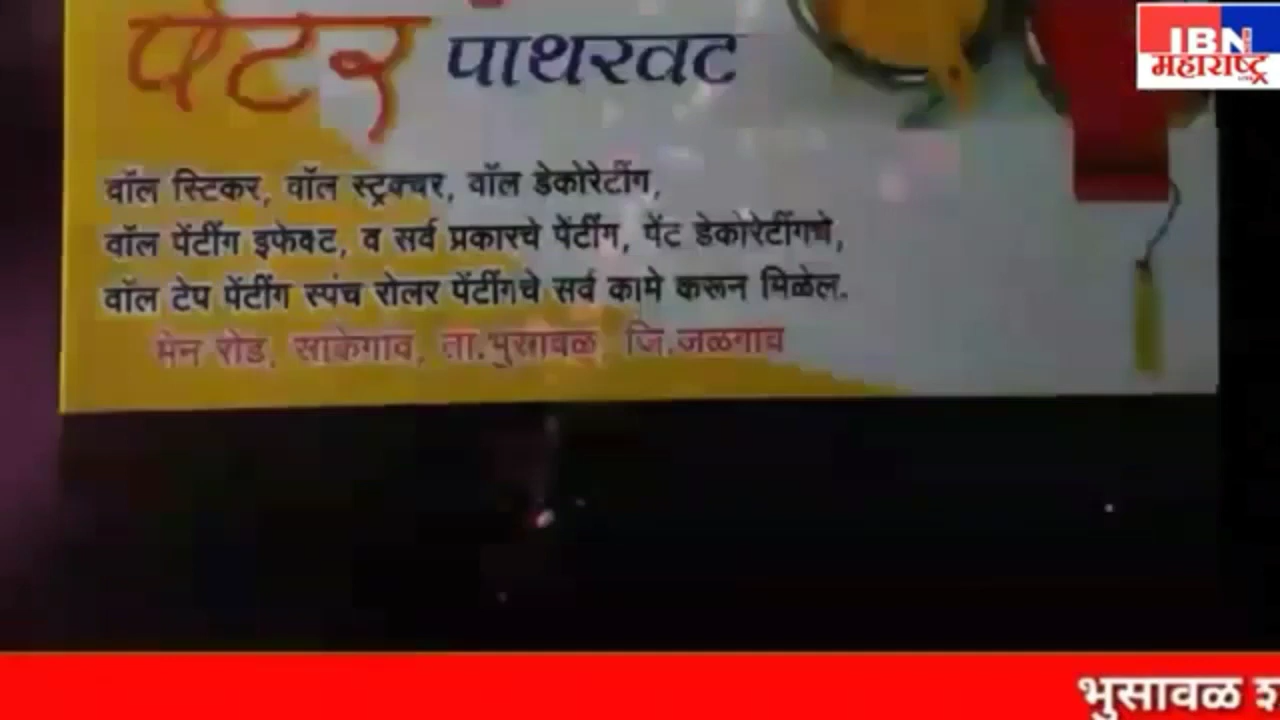 पेंटर पाथरवट
IBN
महाराष्ट्र
वॉल स्टिकर, वॉल स्ट्रक्चर, वॉल डेकोरेटींग,
वॉल पेंटींग इफेक्ट, व सर्व प्रकारचे पेंटींग, पेंट डेकोरेटींगचे,
वॉल टेप पेंटींग स्पंच रोलर पेंटींगचे सर्व कामे करून मिळेल.
मेन रोड, साकेगाव, ता.भुसावळ जि.जळगाव
भुसावळ